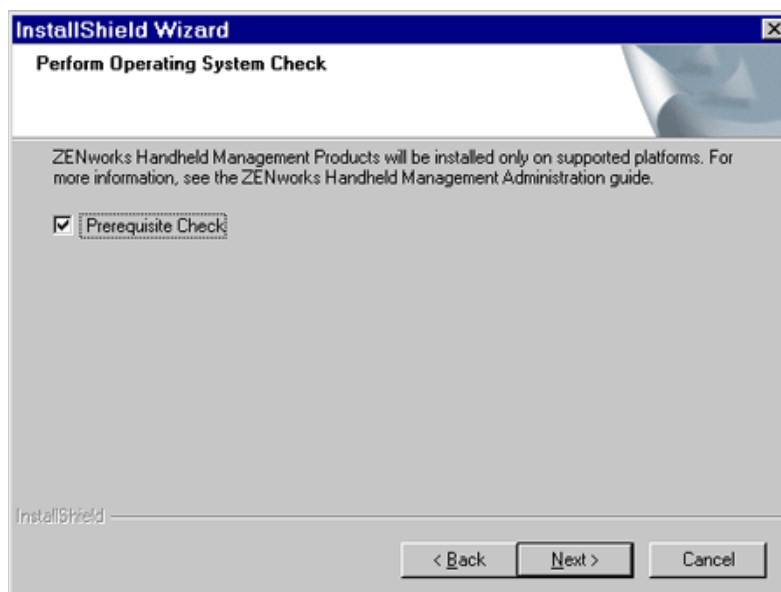 InstallShield Wizard
Perform Operating System Check
ZENworks Handheld Management Products will be installed only on supported platforms. For
more information, see the ZENworks Handheld Management Administration guide.
Prerequisite Check
InstallShield
< Back Next > Cancel